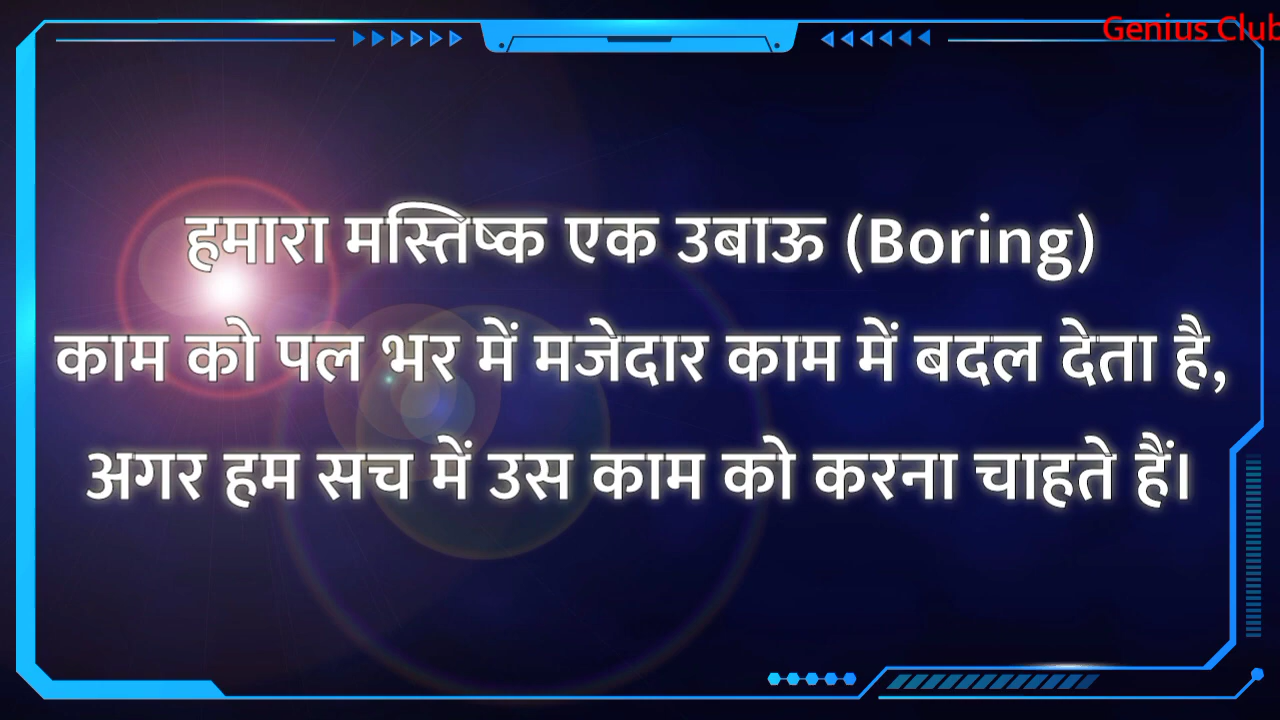 Genius Club
हमारा मस्तिष्क एक उबाऊ (Boring)
काम को पल भर में मजेदार काम में बदल देता है,
अगर हम सच में उस काम को करना चाहते हैं।